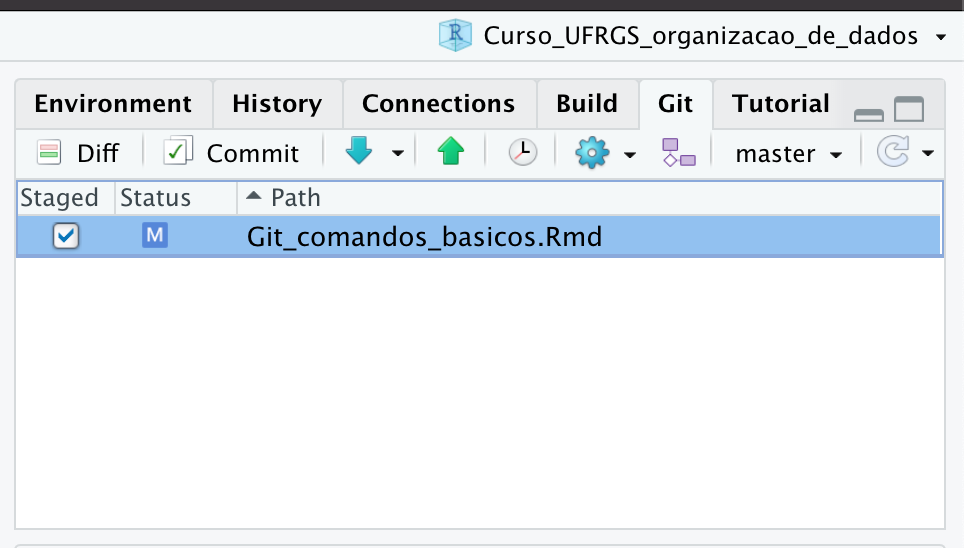 R Curso_UFRGS_organizacao_de_dados
Environment History Connections Build Git Tutorial
Diff Commit master
Staged Status Path
M Git_comandos_basicos.Rmd